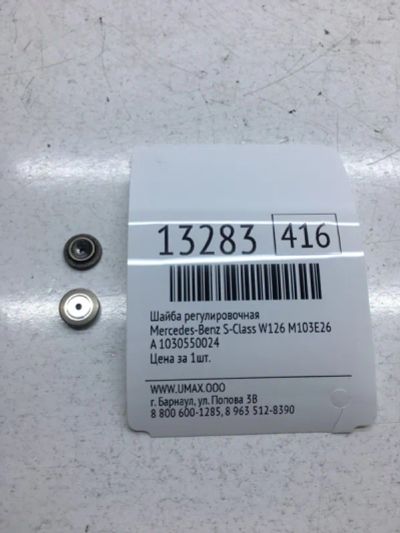 13283 416
Шайба регулировочная
Mercedes-Benz S-Class W126 M103E26
A 1030550024
Цена за 1шт.
WWW.UMAX.OOO
г. Барнаул, ул. Попова 3В
8 800 600-1285, 8 963 512-8390